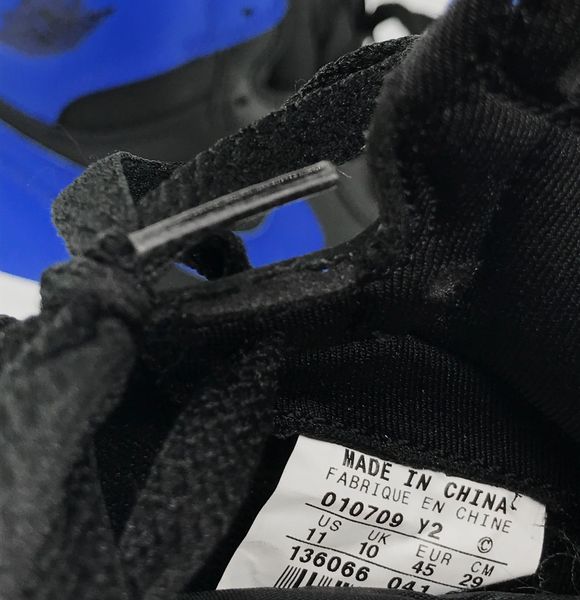 MADE IN CHINA
FABRIQUE EN CHINE
010709 Y2 ©
US UK EUR CM
11 10 45 29
136066 041